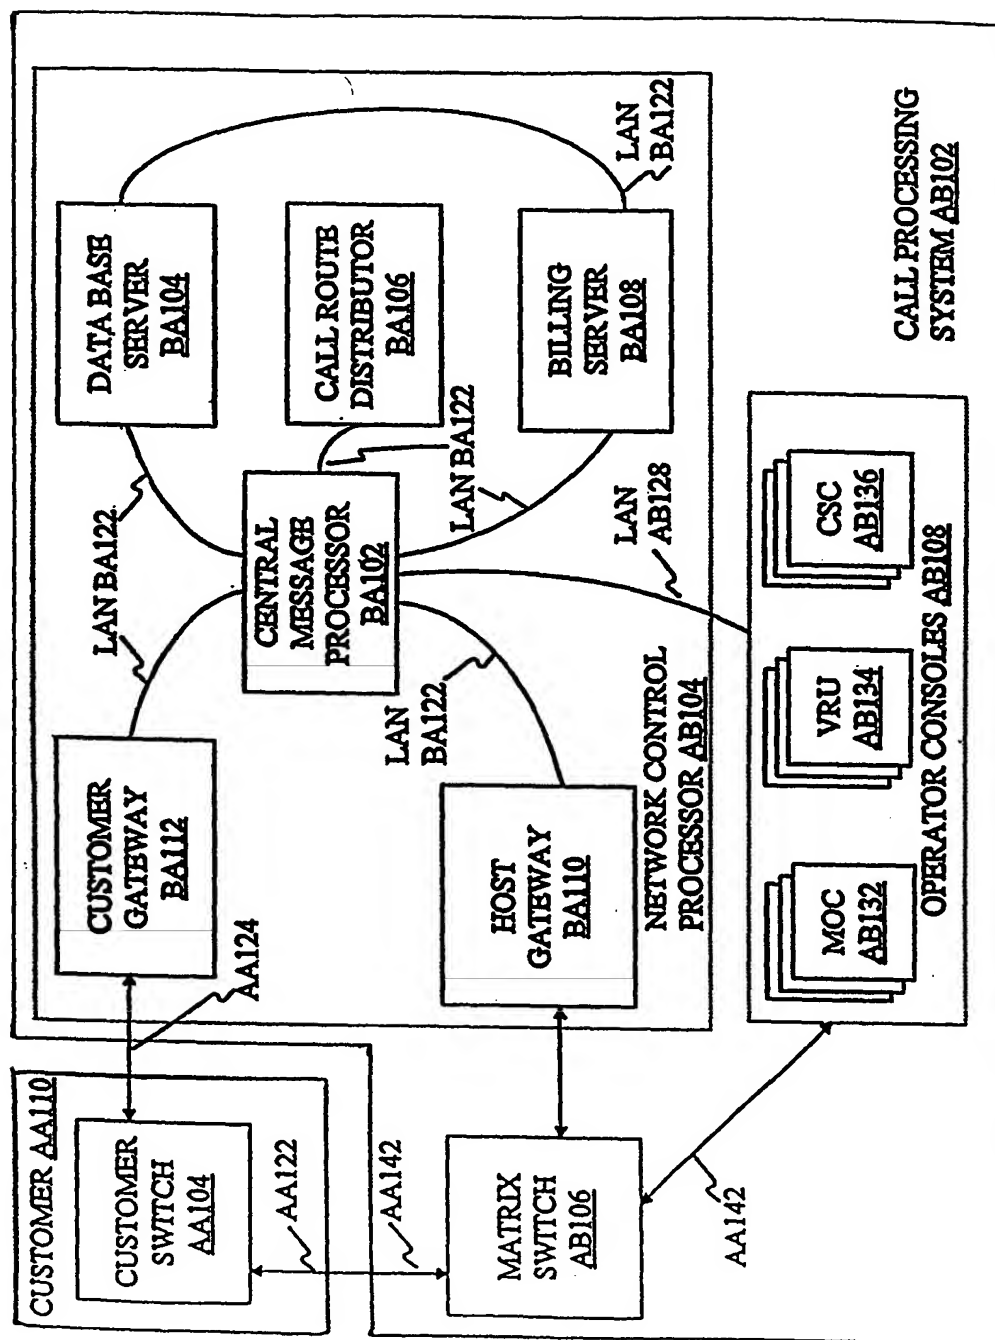 CUSTOMER AA110
CUSTOMER
SWITCH
AA104
AA124
CUSTOMER
GATEWAY
BA112
LAN BA122
LAN BA122
DATA BASE
SERVER
BA104
AA122
AA142
CENTRAL
MESSAGE
PROCESSOR
BA102
CALL ROUTE
DISTRIBUTOR
BA106
LAN BA122
LAN
BA122
LAN BA122
MATRIX
SWITCH
AB106
HOST
GATEWAY
BA110
BILLING
SERVER
BA108
LAN
BA122
NETWORK CONTROL
PROCESSOR AB104
LAN
AB128
AA142
MOC
AB132
VRU
AB134
CSC
AB136
OPERATOR CONSOLES AB108
CALL PROCESSING
SYSTEM AB102